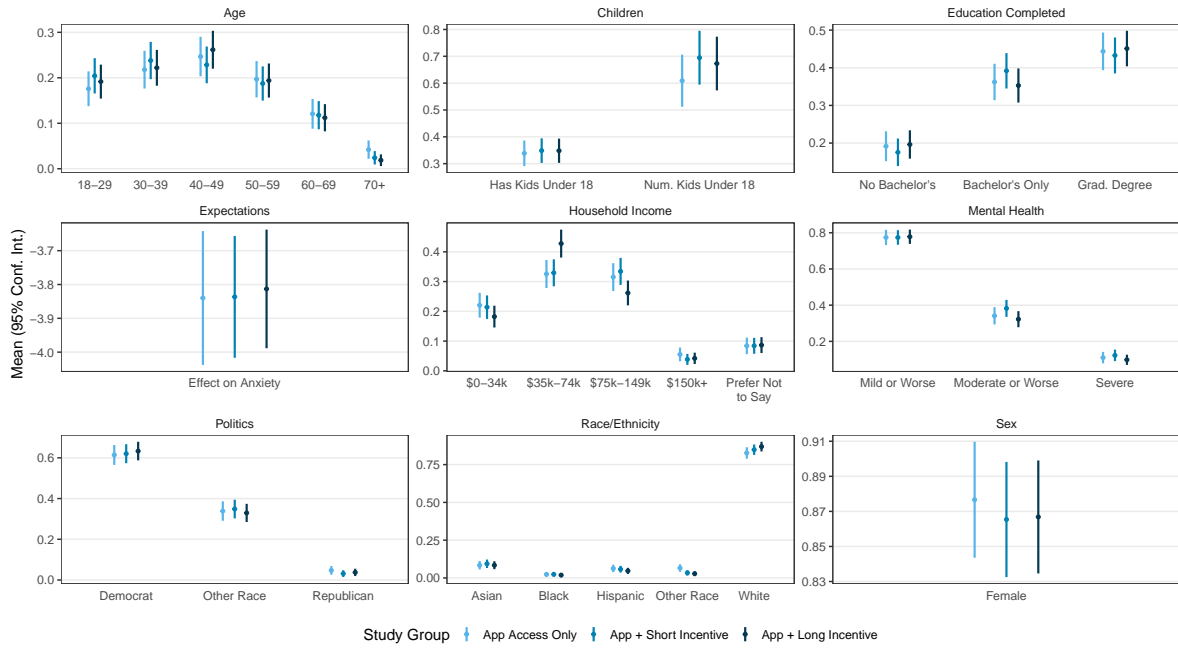 Age
Children
Education Completed
0.3
0.2
0.1
0.0
18–29 30–39 40–49 50–59 60–69 70+
0.8
0.7
0.6
0.5
0.4
0.3
Has Kids Under 18 Num. Kids Under 18
0.5
0.4
0.3
0.2
No Bachelor's Bachelor's Only Grad. Degree
Mean (95% Conf. Int.)
Expectations
Household Income
Mental Health
−3.7
−3.8
−3.9
−4.0
Effect on Anxiety
0.4
0.3
0.2
0.1
0.0
$0–34k $35k–74k $75k–149k $150k+ Prefer Not
to Say
0.8
0.6
0.4
0.2
Mild or Worse Moderate or Worse Severe
Politics
Race/Ethnicity
Sex
0.6
0.4
0.2
0.0
Democrat Other Race Republican
0.75
0.50
0.25
0.00
Asian Black Hispanic Other Race White
0.91
0.89
0.87
0.85
0.83
Female
Study Group App Access Only App + Short Incentive App + Long Incentive